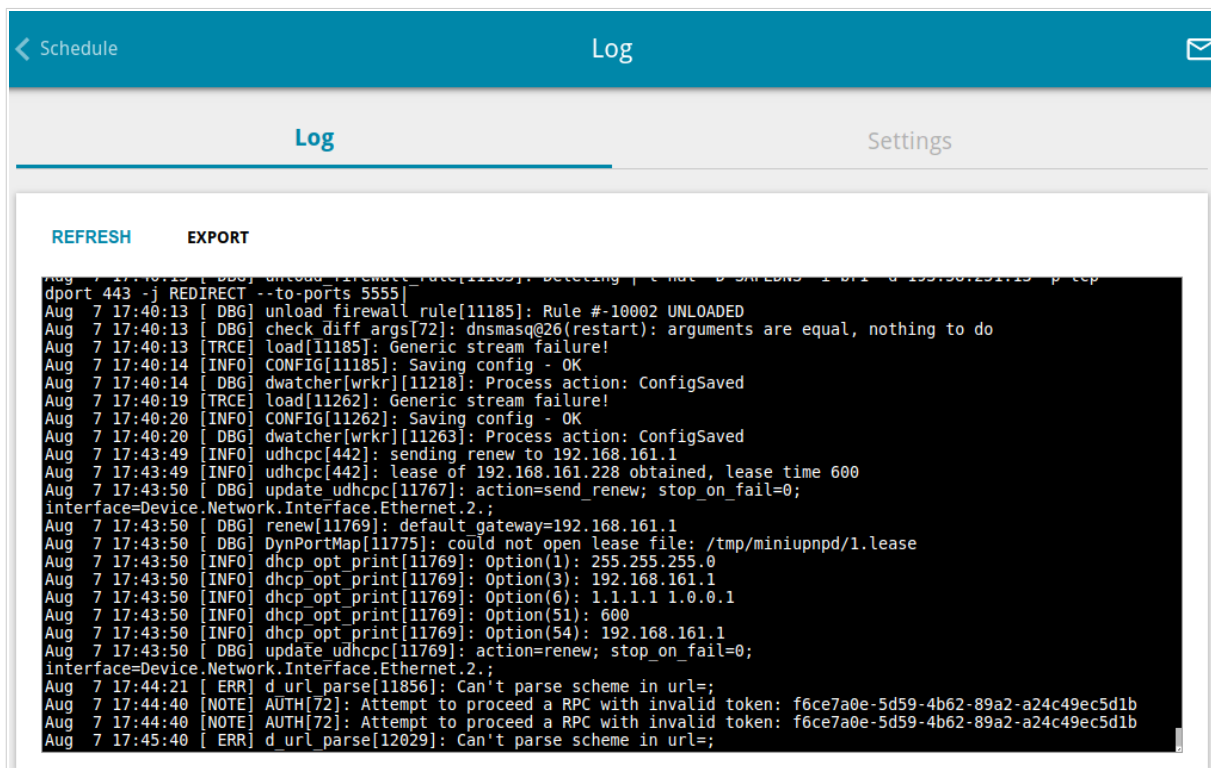 Schedule
Log
Log
Settings
REFRESH
EXPORT
Aug  7 17:40:13 [ DBG] unload_firewall_rule[11185]: Deleting
dport 443 -j REDIRECT --to-ports 5555|
Aug  7 17:40:13 [ DBG] unload_firewall_rule[11185]: Rule #-10002 UNLOADED
Aug  7 17:40:13 [ DBG] check_diff_args[72]: dnsmasq@26(restart): arguments are equal, nothing to do
Aug  7 17:40:13 [TRCE] load[11185]: Generic stream failure!
Aug  7 17:40:14 [INFO] CONFIG[11185]: Saving config - OK
Aug  7 17:40:14 [ DBG] dwatcher[wrkr][11218]: Process action: ConfigSaved
Aug  7 17:40:19 [TRCE] load[11262]: Generic stream failure!
Aug  7 17:40:20 [INFO] CONFIG[11262]: Saving config - OK
Aug  7 17:40:20 [ DBG] dwatcher[wrkr][11263]: Process action: ConfigSaved
Aug  7 17:43:49 [INFO] udhcpc[442]: sending renew to 192.168.161.1
Aug  7 17:43:49 [INFO] udhcpc[442]: lease of 192.168.161.228 obtained, lease time 600
Aug  7 17:43:50 [ DBG] update_udhcpc[11767]: action=send_renew; stop_on_fail=0;
interface=Device.Network.Interface.Ethernet.2.;
Aug  7 17:43:50 [ DBG] renew[11769]: default_gateway=192.168.161.1
Aug  7 17:43:50 [ DBG] DynPortMap[11775]: could not open lease file: /tmp/miniupnpd/1.lease
Aug  7 17:43:50 [INFO] dhcp_opt_print[11769]: Option(1): 255.255.255.0
Aug  7 17:43:50 [INFO] dhcp_opt_print[11769]: Option(3): 192.168.161.1
Aug  7 17:43:50 [INFO] dhcp_opt_print[11769]: Option(6): 1.1.1.1 1.0.0.1
Aug  7 17:43:50 [INFO] dhcp_opt_print[11769]: Option(51): 600
Aug  7 17:43:50 [INFO] dhcp_opt_print[11769]: Option(54): 192.168.161.1
Aug  7 17:43:50 [ DBG] update_udhcpc[11769]: action=renew; stop_on_fail=0;
interface=Device.Network.Interface.Ethernet.2.;
Aug  7 17:44:21 [ ERR] d_url_parse[11856]: Can't parse scheme in url=;
Aug  7 17:44:40 [NOTE] AUTH[72]: Attempt to proceed a RPC with invalid token: f6ce7a0e-5d59-4b62-89a2-a24c49ec5d1b
Aug  7 17:44:40 [NOTE] AUTH[72]: Attempt to proceed a RPC with invalid token: f6ce7a0e-5d59-4b62-89a2-a24c49ec5d1b
Aug  7 17:45:40 [ ERR] d_url_parse[12029]: Can't parse scheme in url=;